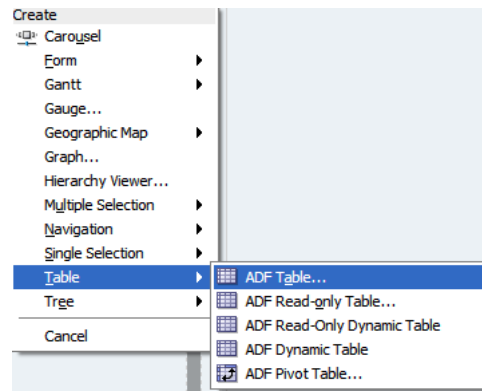 Create
Carousel
Form
Gantt
Gauge...
Geographic Map
Graph...
Hierarchy Viewer...
Multiple Selection
Navigation
Single Selection
Table
Tree
Cancel
ADF Table...
ADF Read-only Table...
ADF Read-Only Dynamic Table
ADF Dynamic Table
ADF Pivot Table...